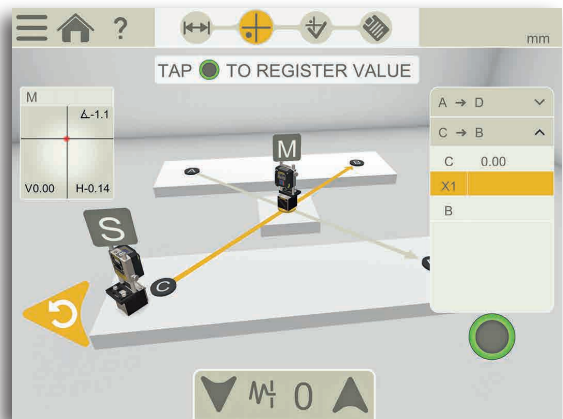 ?
mm
TAP TO REGISTER VALUE
M
∡-1.1
V0.00 H-0.14
A → D
C → B
C 0.00
X1
B
M
A
B
S
C
0